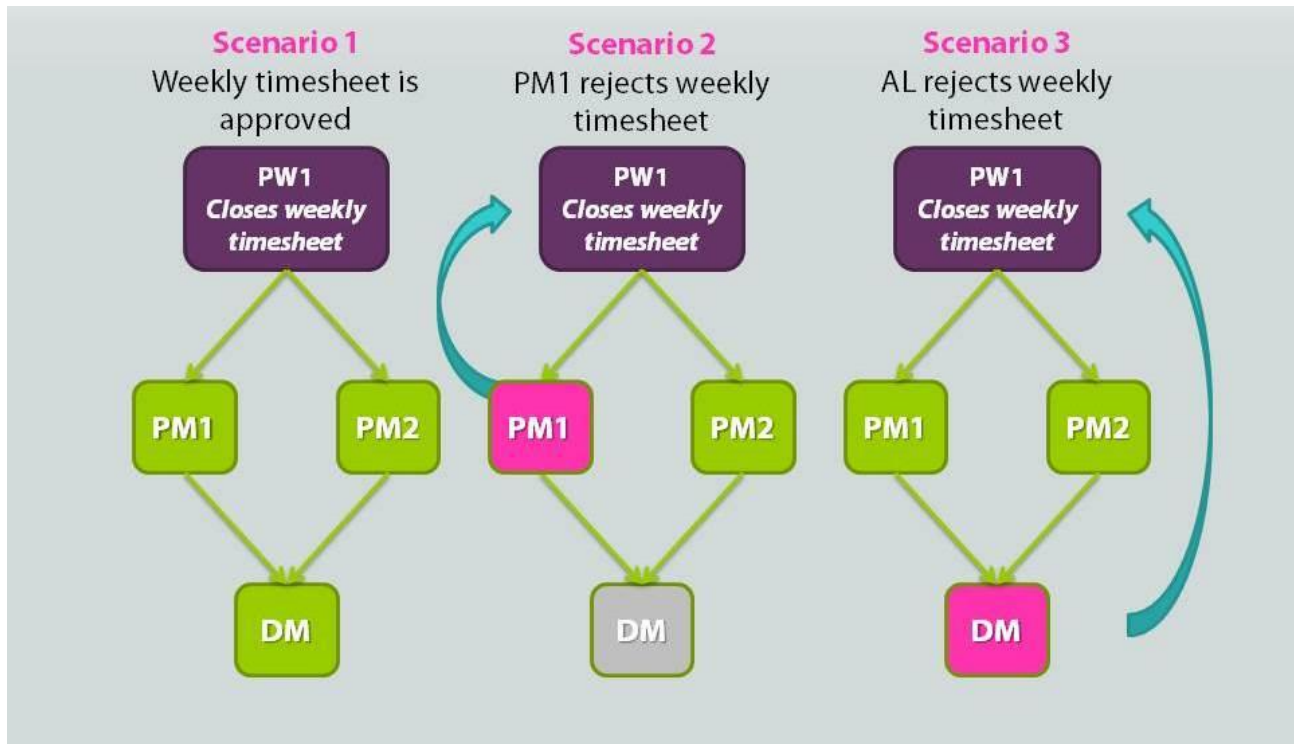 Scenario 1
Weekly timesheet is
approved
PW1
Closes weekly
timesheet
PM1
PM2
DM
Scenario 2
PM1 rejects weekly
timesheet
PW1
Closes weekly
timesheet
PM1
PM2
DM
Scenario 3
AL rejects weekly
timesheet
PW1
Closes weekly
timesheet
PM1
PM2
DM